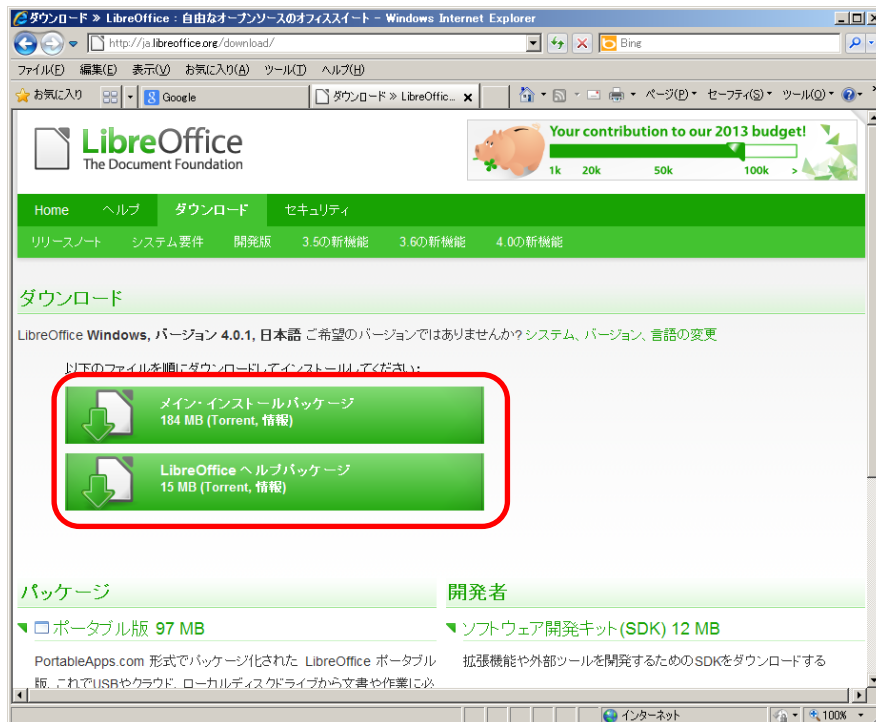 ダウンロード » LibreOffice : 自由なオープンソースのオフィススイート - Windows Internet Explorer
http://ja.libreoffice.org/download/
Bing
ファイル(F) 編集(E) 表示(V) お気に入り(A) ツール(T) ヘルプ(H)
お気に入り Google ダウンロード » LibreOffic... ページ(P) セーフティ(S) ツール(O)
LibreOffice
The Document Foundation
Your contribution to our 2013 budget!
1k 20k 50k 100k >
Home ヘルプ ダウンロード セキュリティ
リリースノート システム要件 開発版 3.5の新機能 3.6の新機能 4.0の新機能
ダウンロード
LibreOffice Windows, バージョン 4.0.1, 日本語 ご希望のバージョンではありませんか? システム、バージョン、言語の変更
以下のファイルを順にダウンロードしてインストールしてください:
メイン・インストールパッケージ
184 MB (Torrent, 情報)
LibreOffice ヘルプパッケージ
15 MB (Torrent, 情報)
パッケージ
ポータブル版 97 MB
PortableApps.com 形式でパッケージ化された LibreOffice ポータブル
版. これでUSBやクラウド, ローカルディスクドライブから文書や作業に必
開発者
ソフトウェア開発キット(SDK) 12 MB
拡張機能や外部ツールを開発するためのSDKをダウンロードする
インターネット 100%